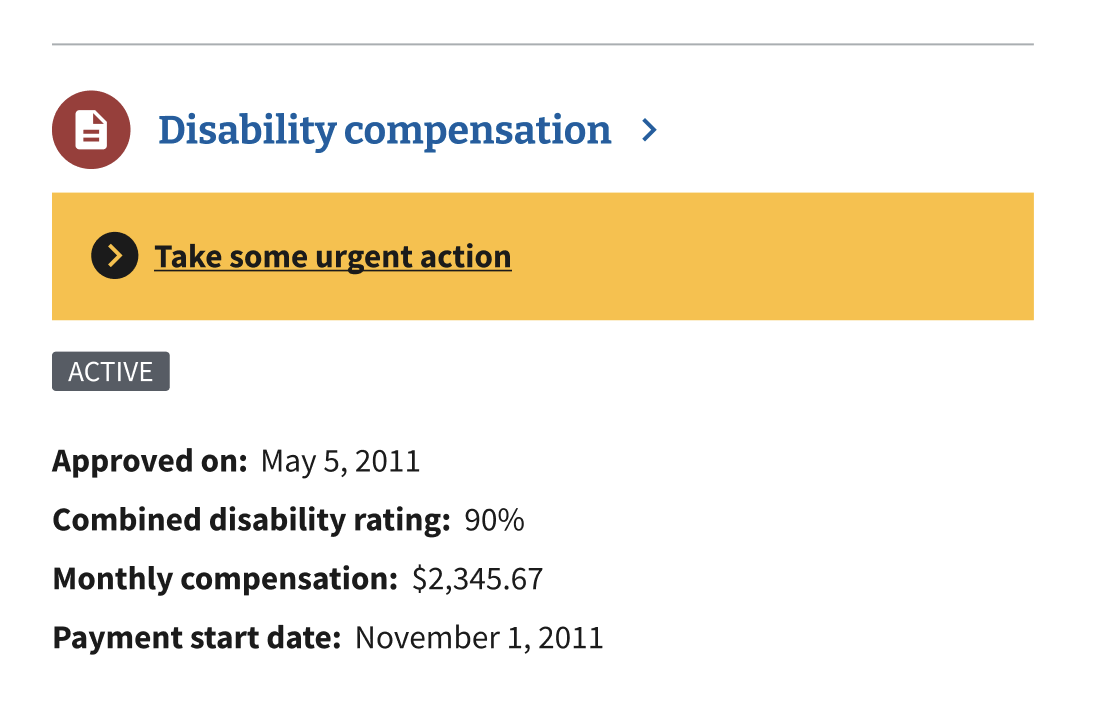 Disability compensation
Take some urgent action
ACTIVE
Approved on: May 5, 2011
Combined disability rating: 90%
Monthly compensation: $2,345.67
Payment start date: November 1, 2011